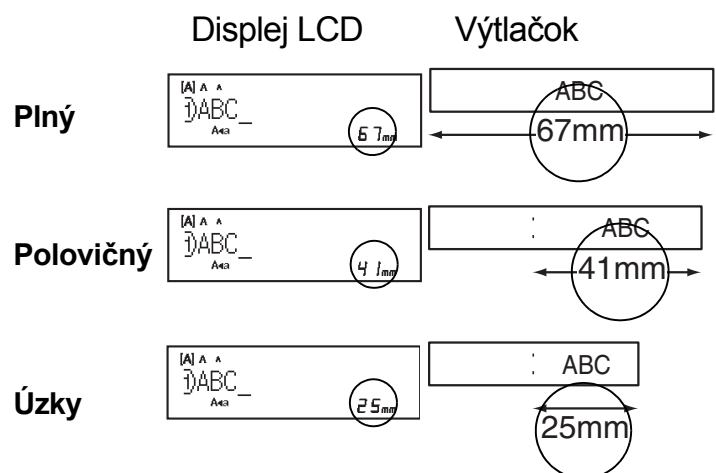 Displej LCD Výtlačok
[A] A A
1)ABC_
A◂a
67mm
ABC
67mm
Plný
[A] A A
1)ABC_
A◂a
41mm
ABC
41mm
Polovičný
[A] A A
1)ABC_
A◂a
25mm
ABC
25mm
Úzky